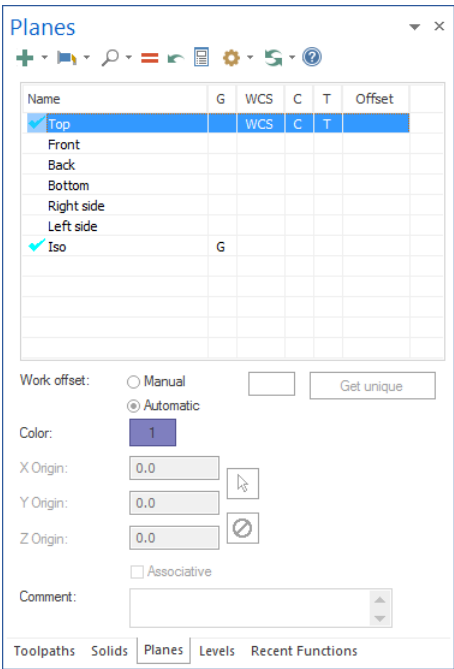 Planes
Name G WCS C T Offset
Top WCS C T
Front
Back
Bottom
Right side
Left side
Iso G
Work offset: Manual Get unique
Automatic
Color: 1
X Origin: 0.0
Y Origin: 0.0
Z Origin: 0.0
Associative
Comment:
Toolpaths Solids Planes Levels Recent Functions